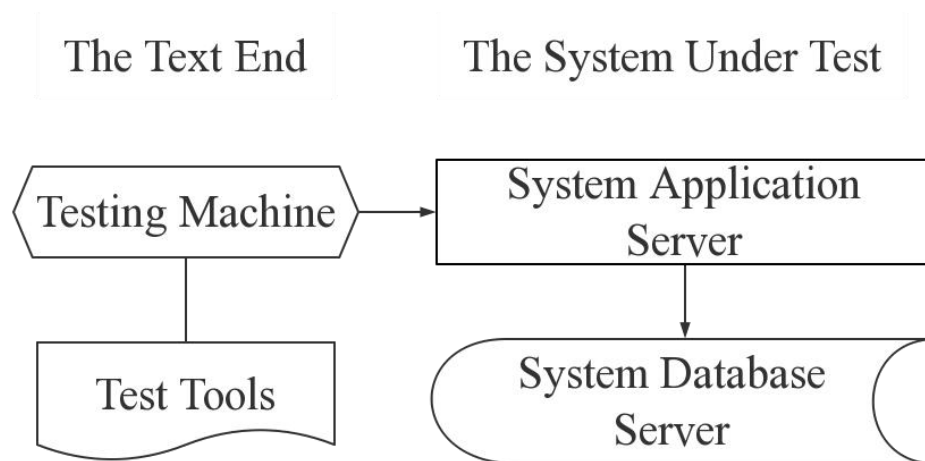 The Text End
The System Under Test
Testing Machine
System Application
Server
Test Tools
System Database
Server